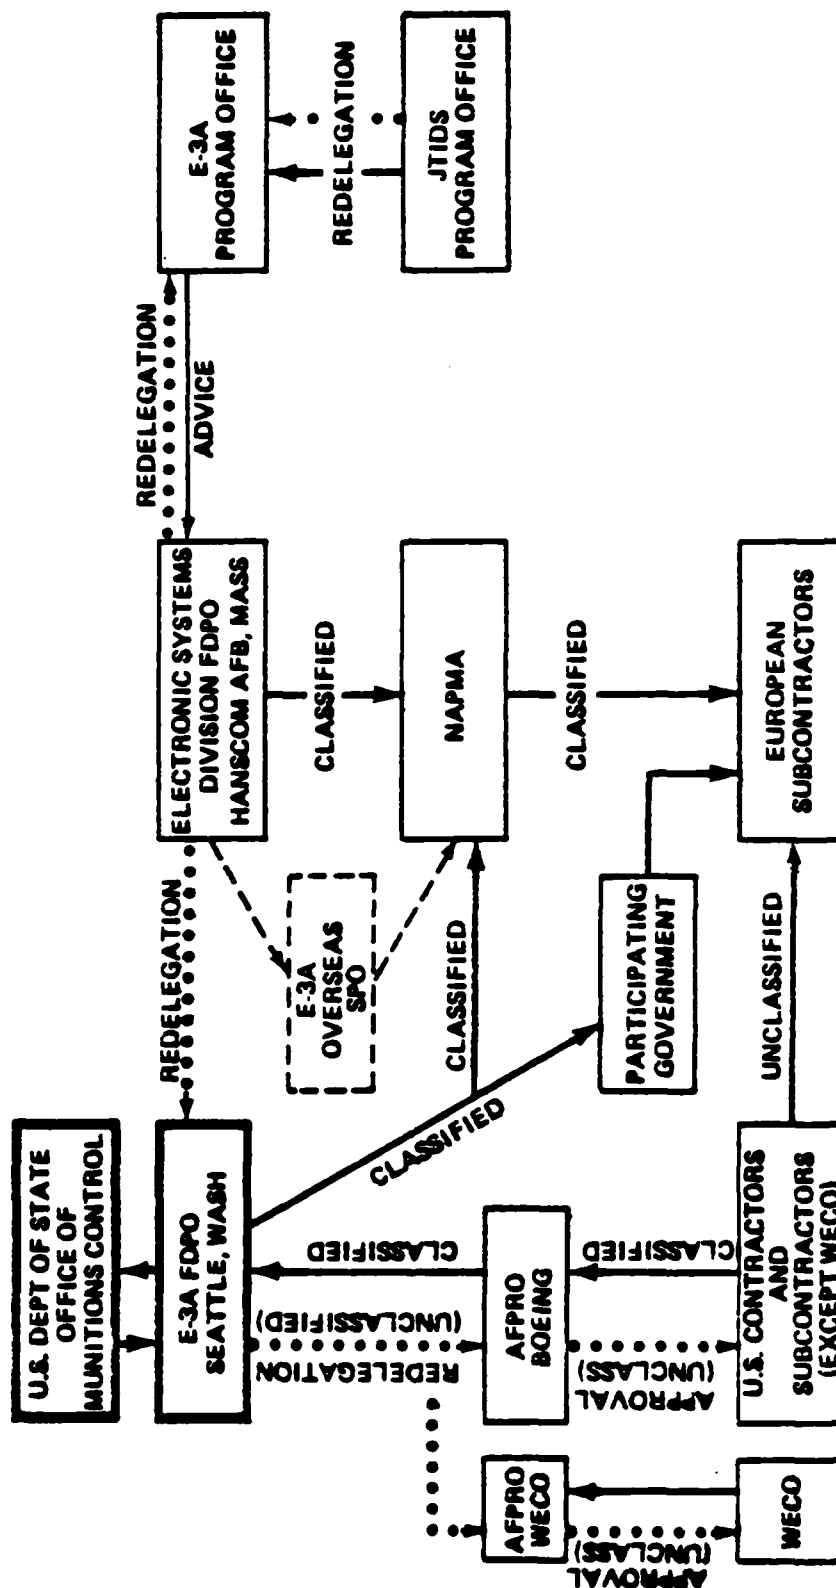 U.S. DEPT OF STATE
OFFICE OF
MUNITIONS CONTROL
E-3A FDPO
SEATTLE, WASH
REDELEGATION
ELECTRONIC SYSTEMS
DIVISION FDPO
HANSCOM AFB, MASS
REDELEGATION
ADVICE
E-3A
PROGRAM OFFICE
REDELEGATION
JTIDS
PROGRAM OFFICE
E-3A
OVERSEAS
SPO
CLASSIFIED
CLASSIFIED
CLASSIFIED
NAPMA
REDELEGATION
(UNCLASSIFIED)
CLASSIFIED
AFPRO
WECO
AFPRO
BOEING
PARTICIPATING
GOVERNMENT
CLASSIFIED
APPROVAL
(UNCLASS)
APPROVAL
(UNCLASS)
CLASSIFIED
WECO
U.S. CONTRACTORS
AND
SUBCONTRACTORS
(EXCEPT WECO)
UNCLASSIFIED
EUROPEAN
SUBCONTRACTORS